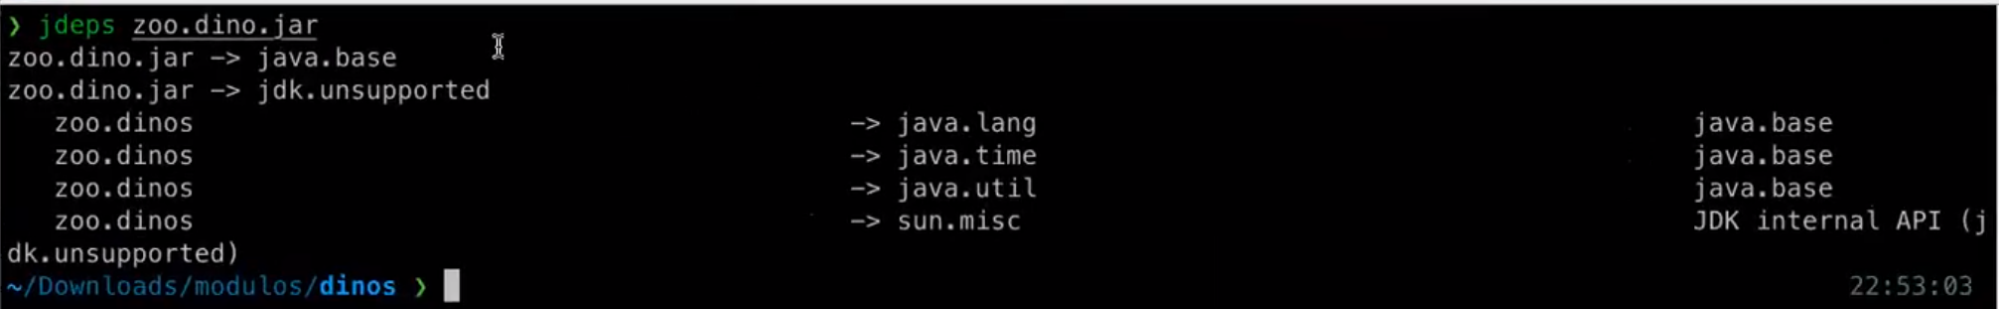 ❯ jdeps zoo.dino.jar
zoo.dino.jar -> java.base
zoo.dino.jar -> jdk.unsupported
   zoo.dinos -> java.lang java.base
   zoo.dinos -> java.time java.base
   zoo.dinos -> java.util java.base
   zoo.dinos -> sun.misc JDK internal API (j
dk.unsupported)
~/Downloads/modulos/dinos ❯ 22:53:03